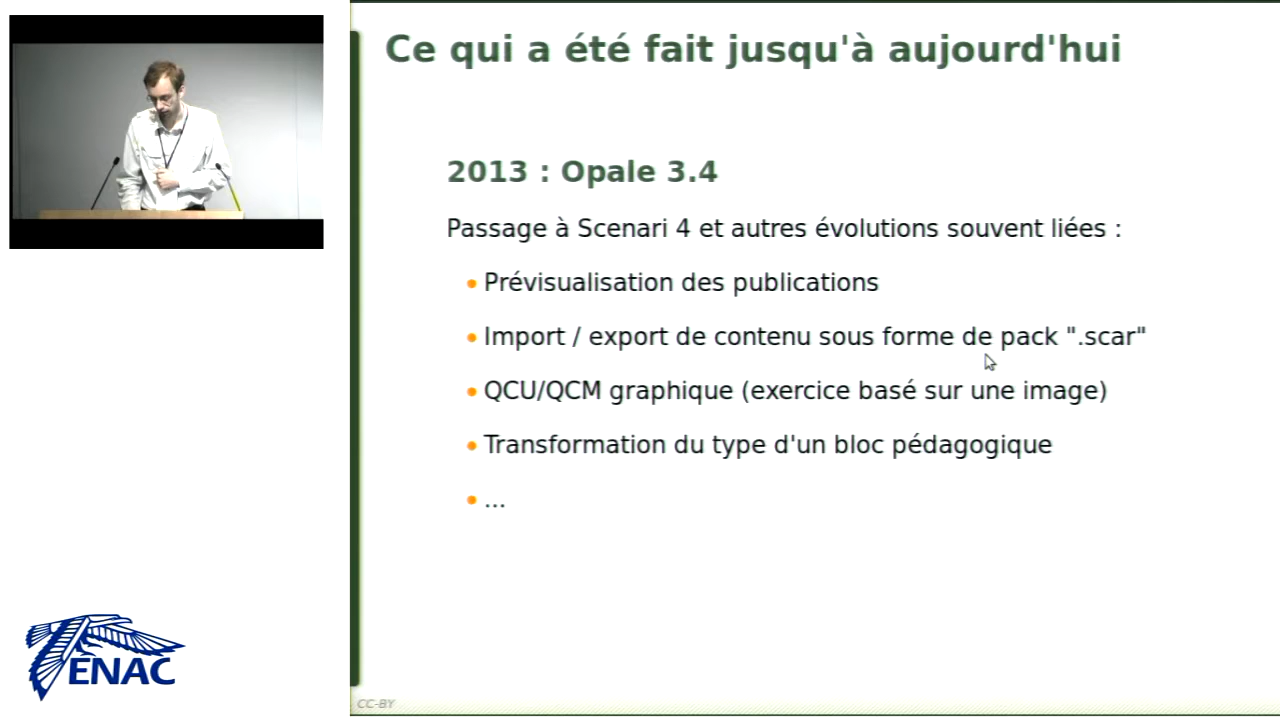 Ce qui a été fait jusqu'à aujourd'hui
2013 : Opale 3.4
Passage à Scenari 4 et autres évolutions souvent liées :
Prévisualisation des publications
Import / export de contenu sous forme de pack ".scar"
QCU/QCM graphique (exercice basé sur une image)
Transformation du type d'un bloc pédagogique
...
ENAC
CC-BY